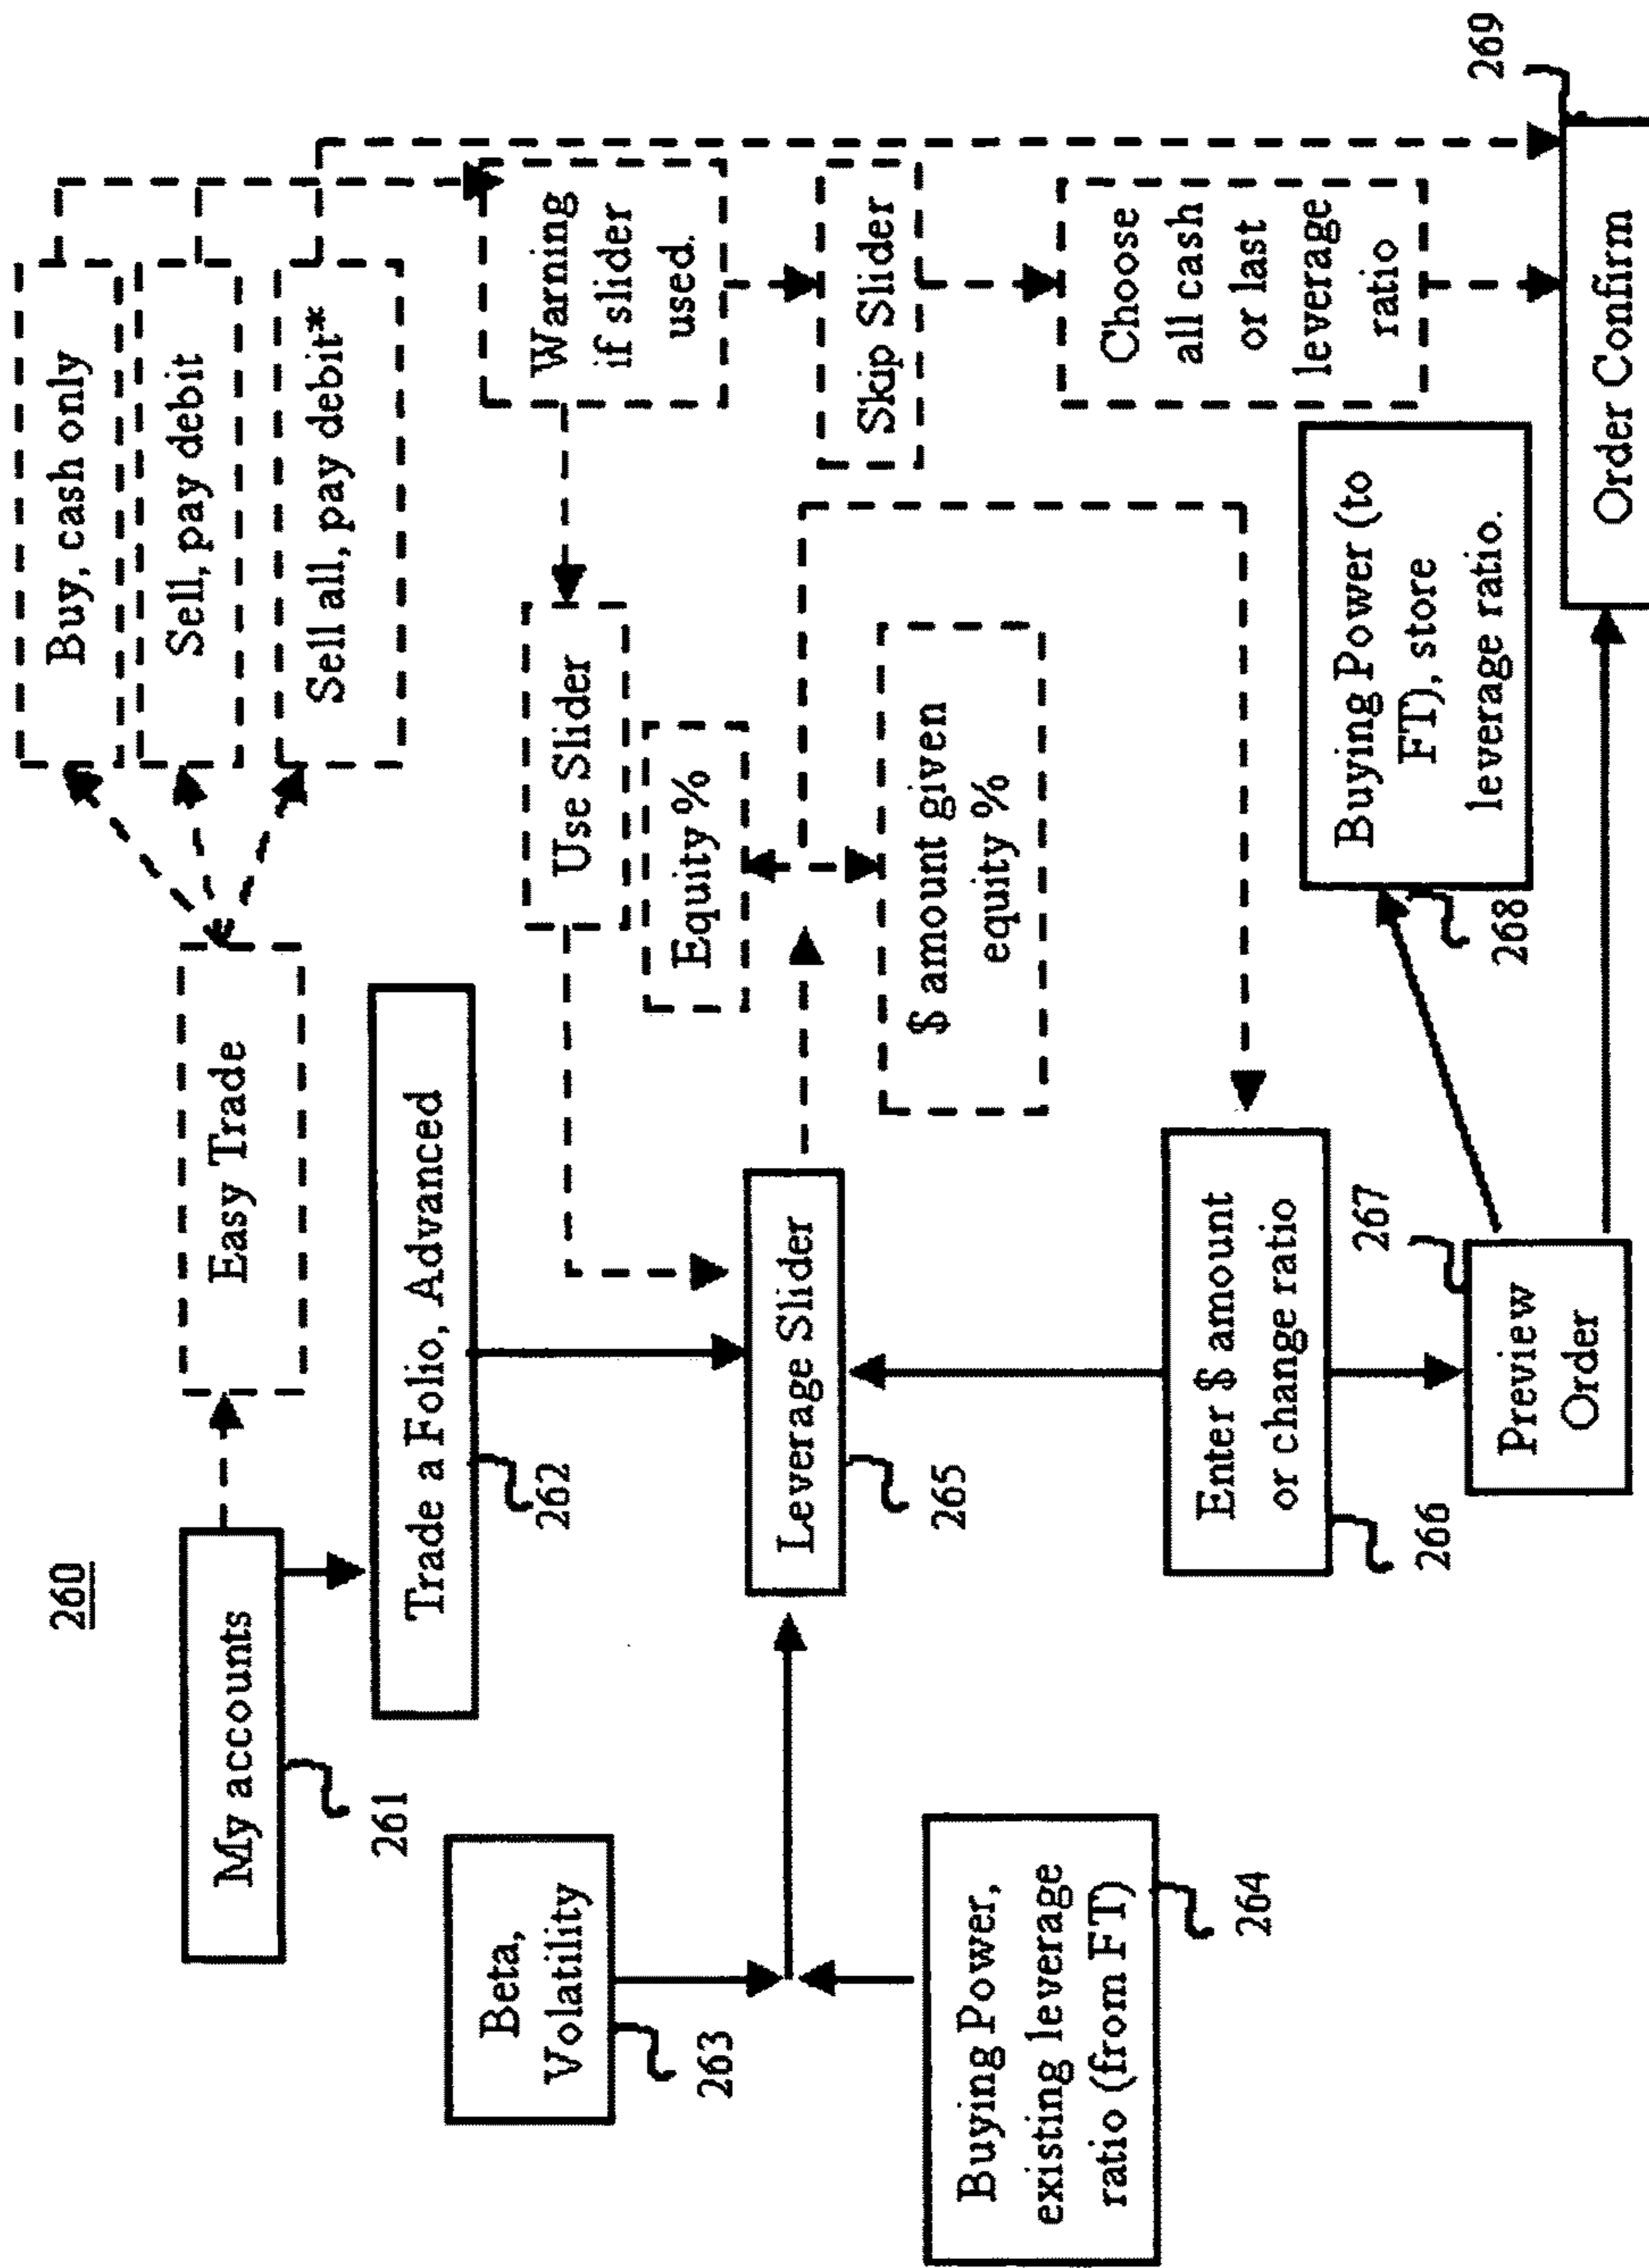 260
My accounts
261
Easy Trade
Buy, cash only
Sell, pay debit
Sell all, pay debit*
Trade a Folio, Advanced
262
Beta,
Volatility
263
Use Slider
Warning
if slider
used.
Equity %
Leverage Slider
265
Skip Slider
$ amount given
equity %
Buying Power,
existing leverage
ratio (from FT)
264
Choose
all cash
or last
leverage
ratio
Enter $ amount
or change ratio
266
Buying Power (to
FT), store
leverage ratio.
268
267
Preview
Order
Order Confirm
269